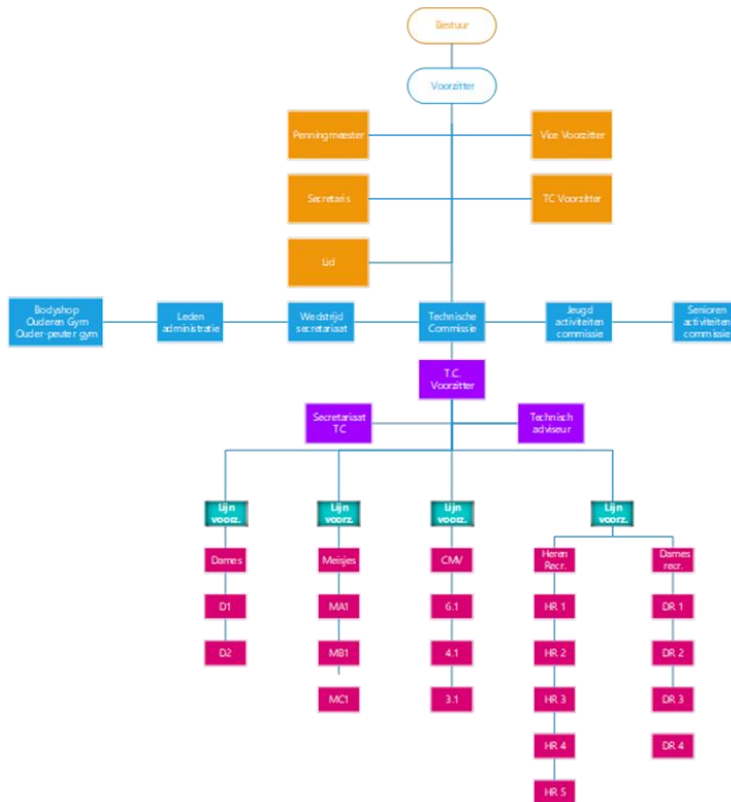 Bestuur
Voorzitter
Penningmeester
Vice Voorzitter
Secretaris
TC Voorzitter
Lid
Bodyshop
Ouderen Gym
Ouder-peuter gym
Leden
administratie
Wedstrijd
secretariaat
Technische
Commissie
Jeugd
activiteiten
commissie
Senioren
activiteiten
commissie
T.C.
Voorzitter
Secretariaat
TC
Technisch
adviseur
Lijn
voorz.
Lijn
voorz.
Lijn
voorz.
Lijn
voorz.
Dames
Meisjes
CMV
Heren
Recr.
Dames
recr.
D1
MA1
6.1
HR 1
DR 1
D2
MB1
4.1
HR 2
DR 2
MC1
3.1
HR 3
DR 3
HR 4
DR 4
HR 5